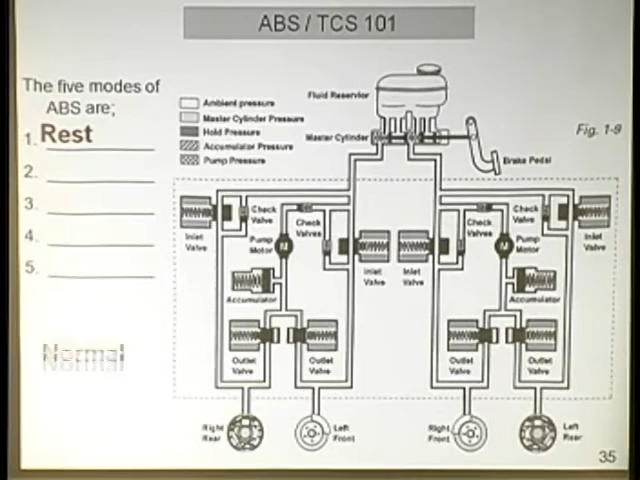 ABS / TCS 101
The five modes of
ABS are;
1. Rest
2.
3.
4.
5.
Normal
Ambient pressure
Master Cylinder Pressure
Hold Pressure
Accumulator Pressure
Pump Pressure
Fluid Reservior
Master Cylinder
Brake Pedal
Fig. 1-9
Inlet
Valve
Check
Valve
Pump
Motor
Check
Valves
M
Inlet
Valve
Inlet
Valve
Check
Valve
Pump
Motor
M
Inlet
Valve
Accumulator
Accumulator
Outlet
Valve
Outlet
Valve
Outlet
Valve
Outlet
Valve
Right
Rear
Left
Front
Right
Front
Left
Rear
35